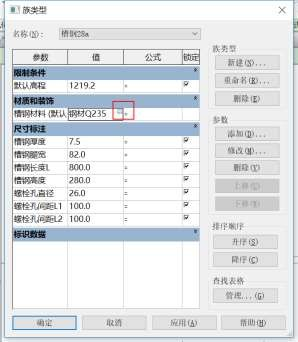 族类型
名称(N):
槽钢28a
参数 值 公式 锁定
限制条件
默认高程 1219.2 =
材质和装饰
槽钢材料 (默认 钢材Q235 =
尺寸标注
槽钢厚度 7.5 =
槽钢腿宽 82.0 =
槽钢长度L 800.0 =
槽钢高度 280.0 =
螺栓孔直径 26.0 =
螺栓孔间距L1 100.0 =
螺栓孔间距L2 100.0 =
标识数据
族类型
新建(N)...
重命名(R)...
删除(E)
参数
添加(D)...
修改(M)...
删除(V)
上移(U)
下移(W)
排序顺序
升序(S)
降序(C)
查找表格
管理...(G)
确定
取消
应用(A)
帮助(H)